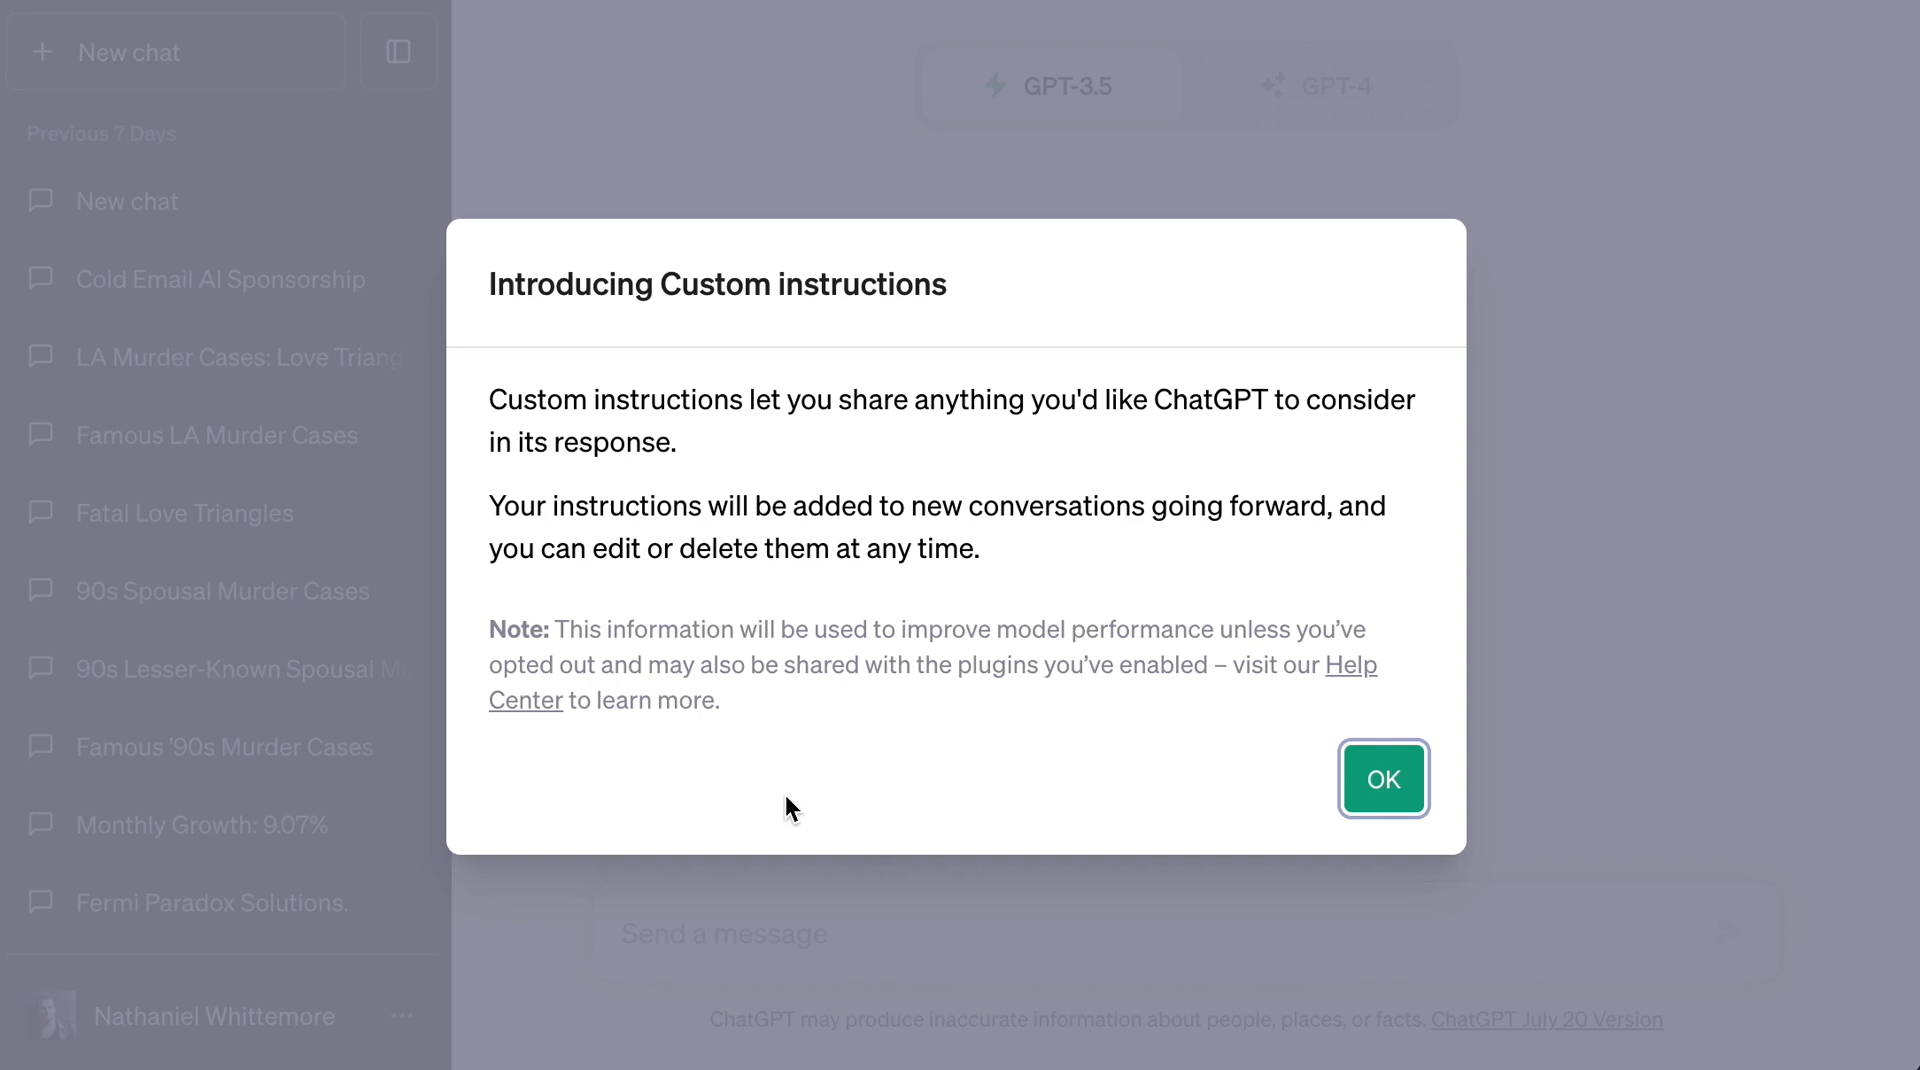 New chat
Previous 7 Days
New chat
Cold Email AI Sponsorship
LA Murder Cases: Love Triang
Famous LA Murder Cases
Fatal Love Triangles
90s Spousal Murder Cases
90s Lesser-Known Spousal M
Famous '90s Murder Cases
Monthly Growth: 9.07%
Fermi Paradox Solutions.
Nathaniel Whittemore
GPT-3.5
GPT-4
Introducing Custom instructions
Custom instructions let you share anything you'd like ChatGPT to consider
in its response.
Your instructions will be added to new conversations going forward, and
you can edit or delete them at any time.
Note: This information will be used to improve model performance unless you’ve
opted out and may also be shared with the plugins you’ve enabled – visit our Help
Center to learn more.
OK
Send a message
ChatGPT may produce inaccurate information about people, places, or facts. ChatGPT July 20 Version